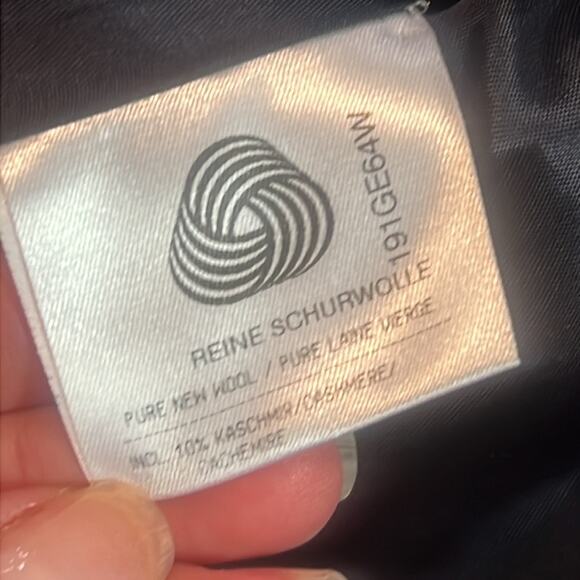 191GE64W
REINE SCHURWOLLE
PURE NEW WOOL / PURE LAINE VIERGE
INCL. 10% KASCHMIR/CASHMERE/
CACHEMIRE